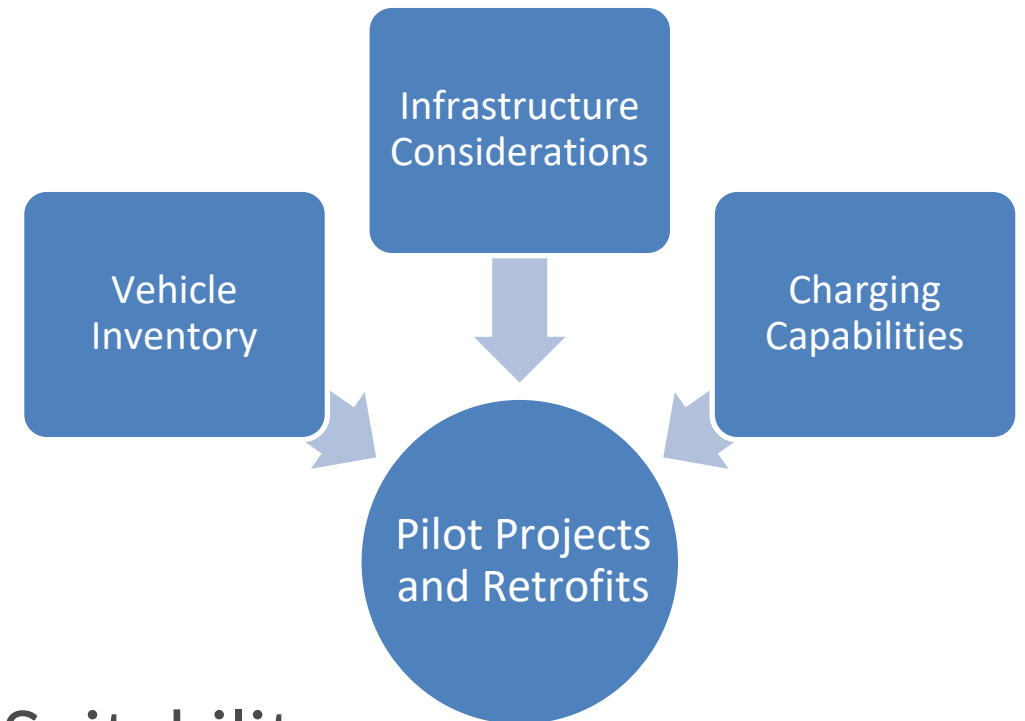 Infrastructure
Considerations
Vehicle
Inventory
Charging
Capabilities
Pilot Projects
and Retrofits